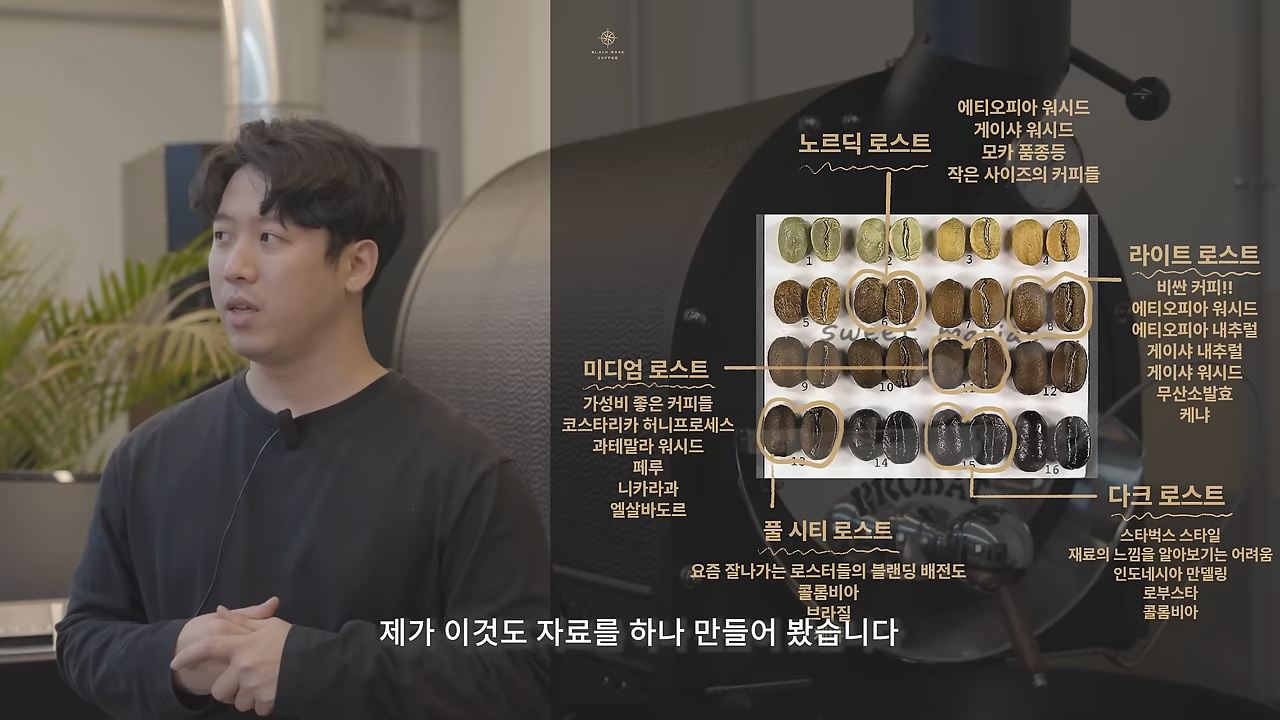 BLACK ROAD
COFFEE
노르딕 로스트
에티오피아 워시드
게이샤 워시드
모카 품종등
작은 사이즈의 커피들
라이트 로스트
비싼 커피!!
에티오피아 워시드
에티오피아 내추럴
게이샤 내추럴
게이샤 워시드
무산소발효
케냐
1 2 3 4
5 6 8
Sweet Maria
9 10 11 12
13 14 15 16
미디엄 로스트
가성비 좋은 커피들
코스타리카 허니프로세스
과테말라 워시드
페루
니카라과
엘살바도르
풀 시티 로스트
요즘 잘나가는 로스터들의 블랜딩 배전도
콜롬비아
브라질
다크 로스트
스타벅스 스타일
재료의 느낌을 알아보기는 어려움
인도네시아 만델링
로부스타
콜롬비아
PROBAT
제가 이것도 자료를 하나 만들어 봤습니다